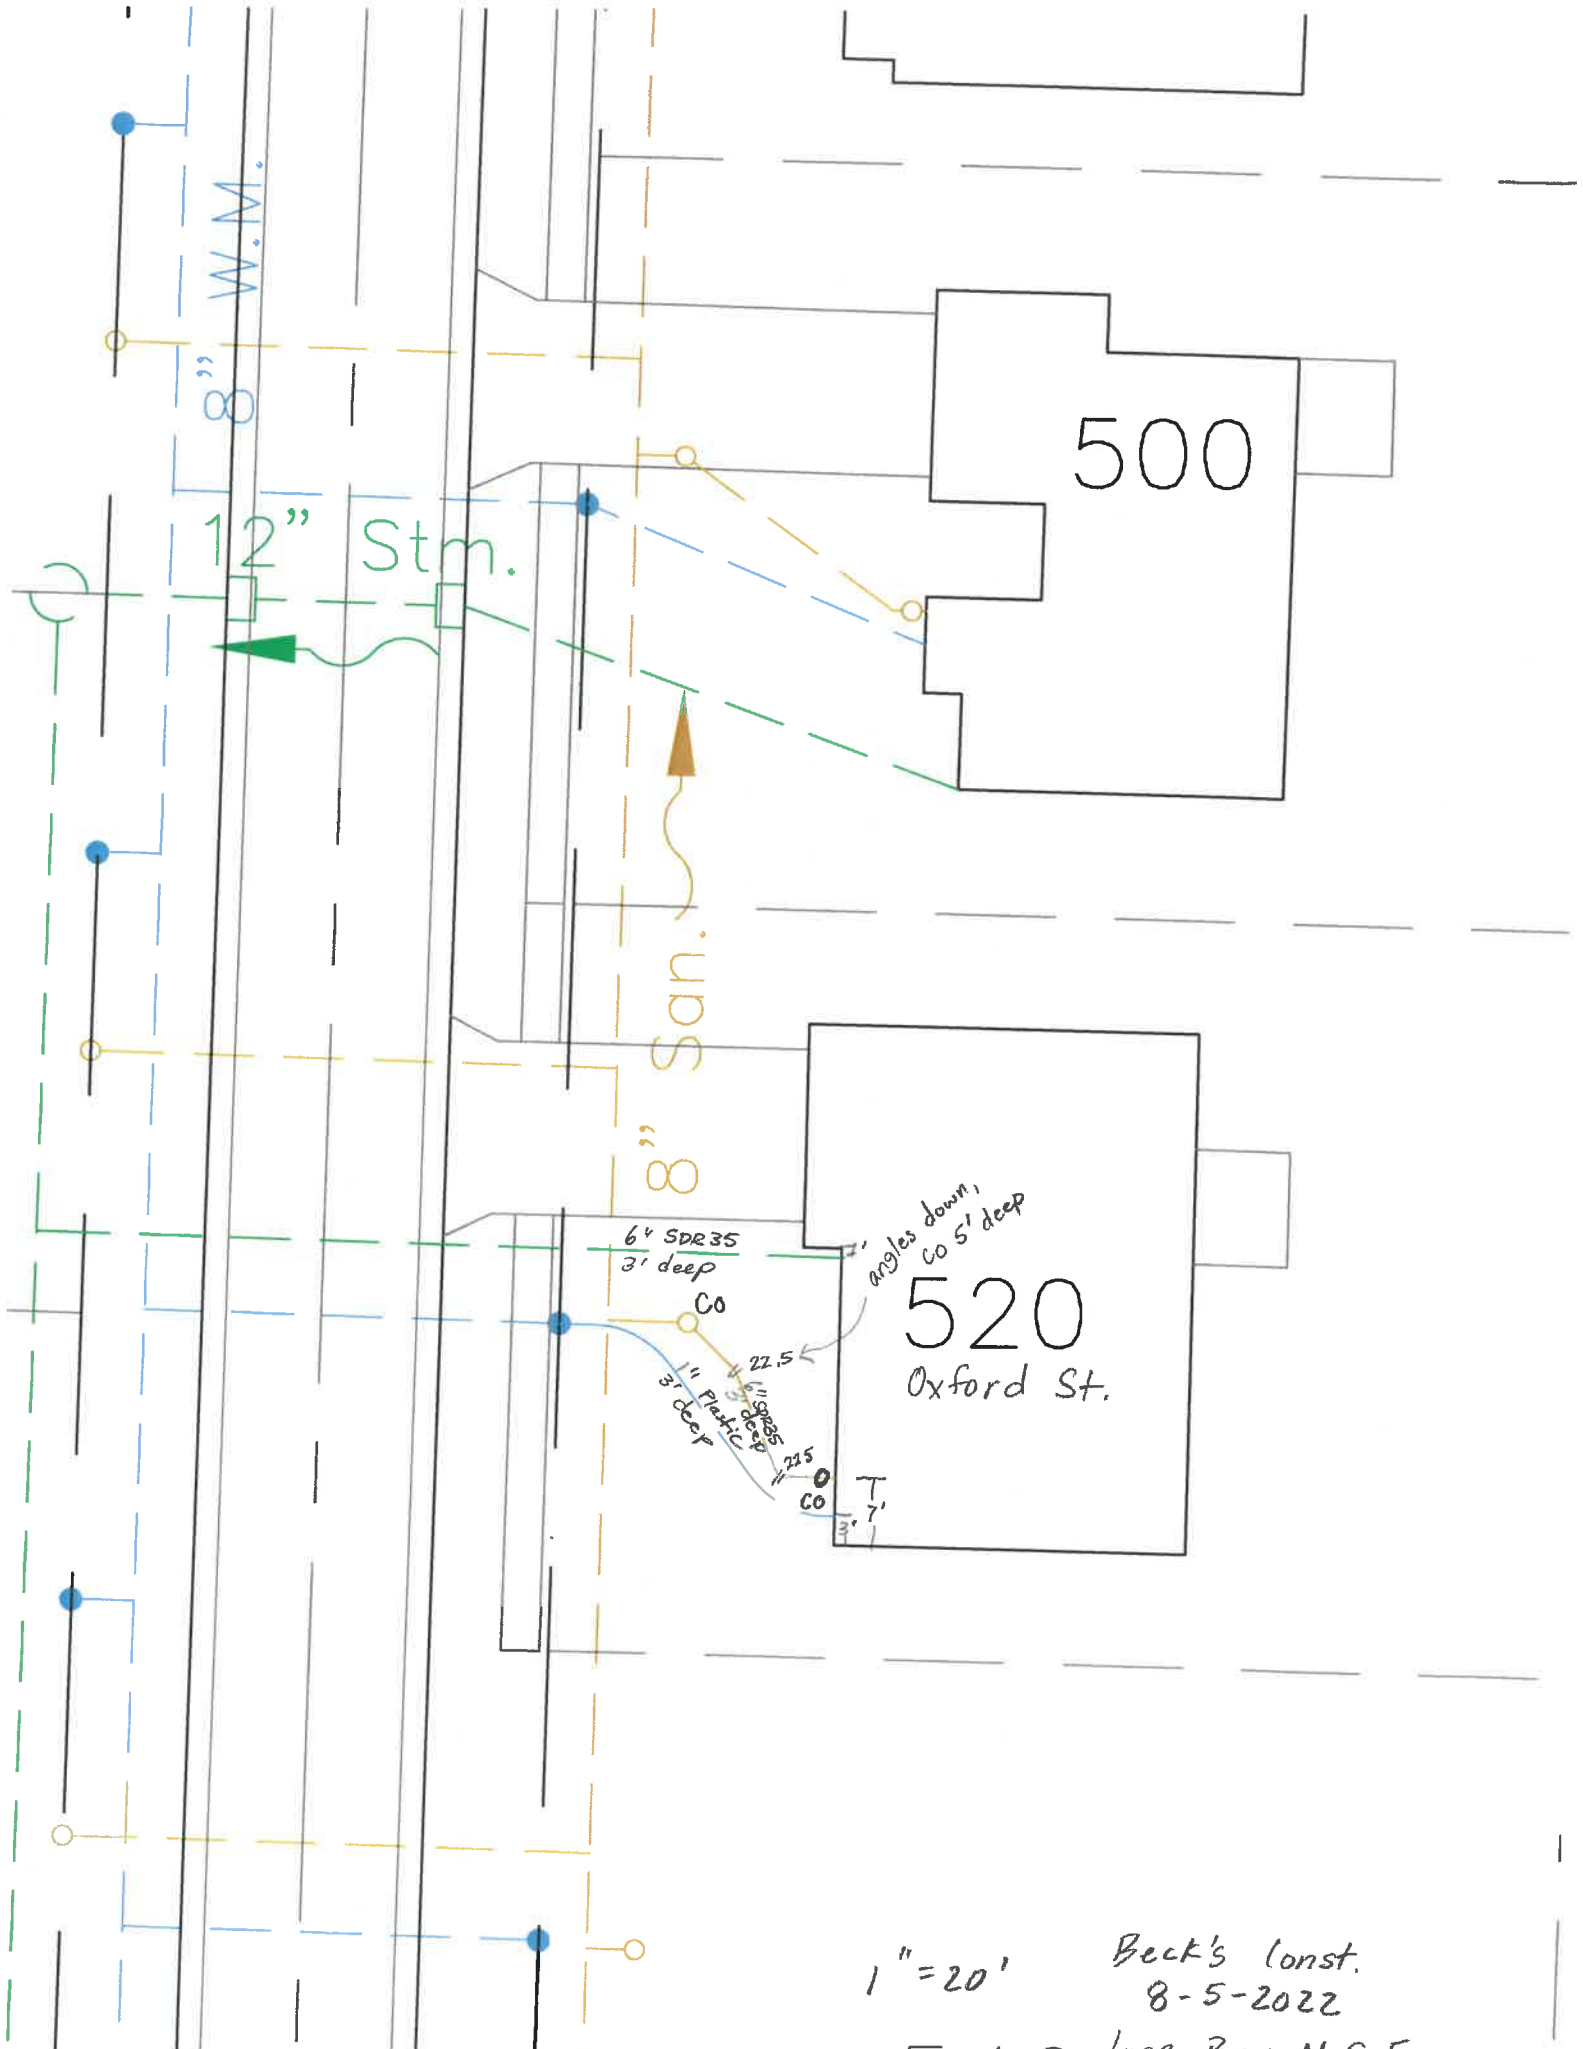 8" W.M.
500
12" Stm.
8" San.
6" SDR35
3' deep
7'
angles down,
CO 5' deep
520
Oxford St.
CO
22.5
6" SDR35
deep
1" Plastic
3' deep
22.5
CO
7'
3'
1"=20'
Beck's Const.
8-5-2022